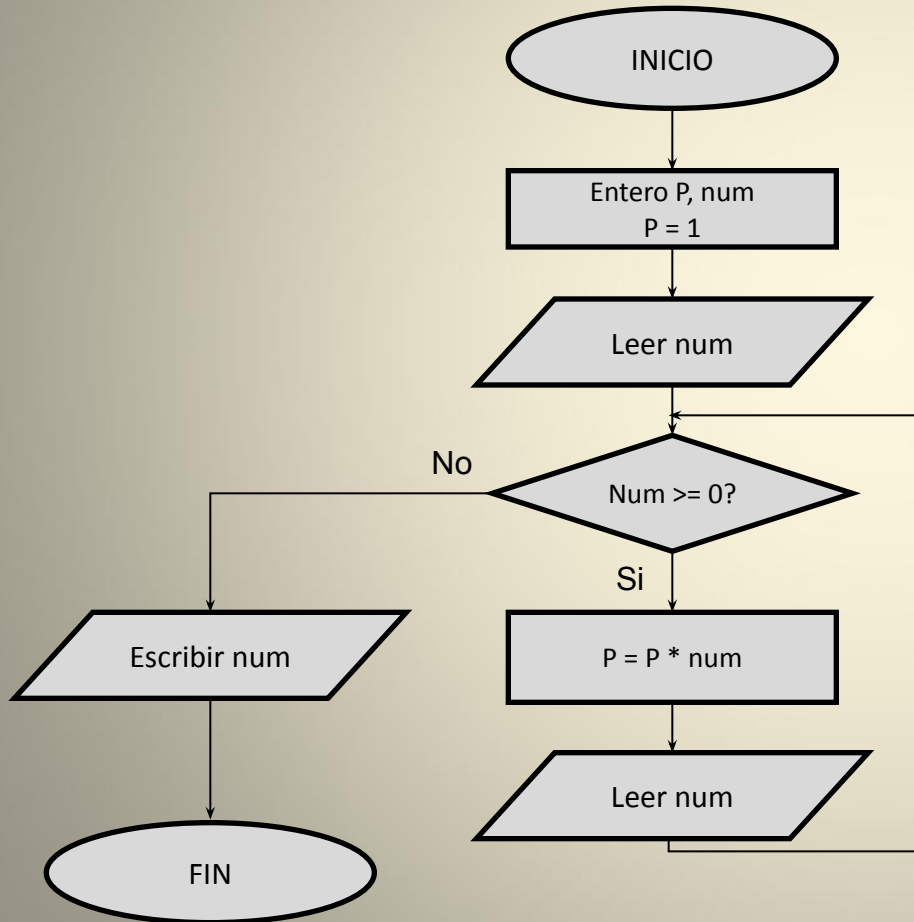 INICIO
Entero P, num
P = 1
Leer num
Num >= 0?
No
Si
Escribir num
P = P * num
Leer num
FIN